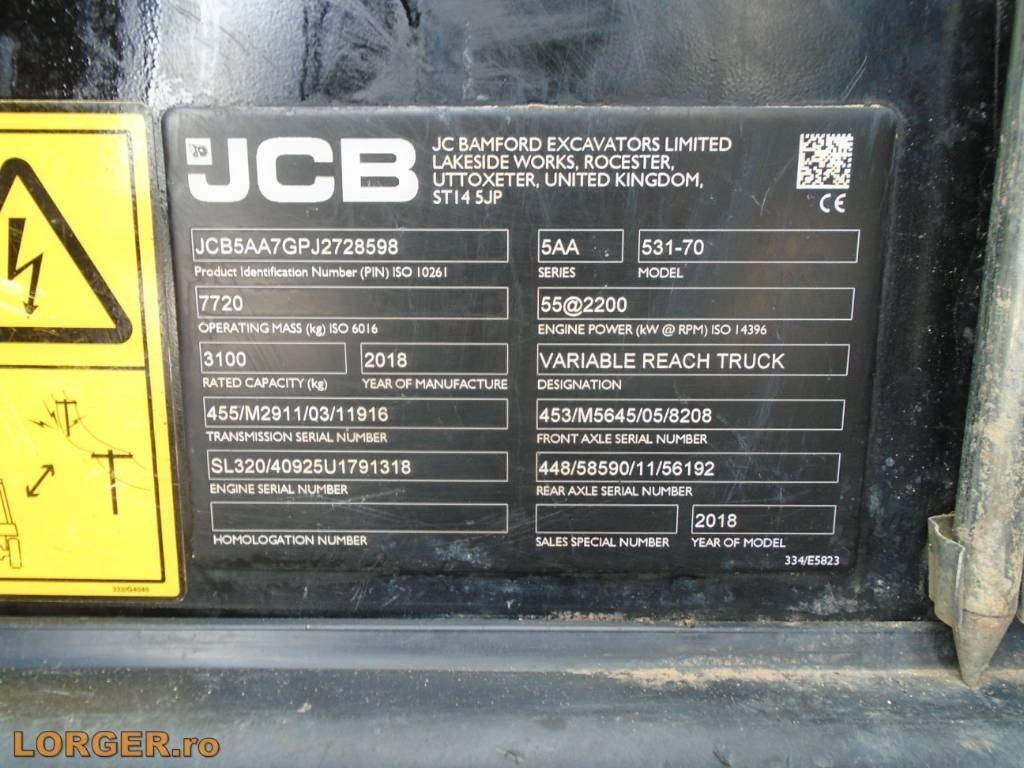 JCB
JC BAMFORD EXCAVATORS LIMITED
LAKESIDE WORKS, ROCESTER,
UTTOXETER, UNITED KINGDOM,
ST14 5JP
CE
JCB5AA7GPJ2728598
Product Identification Number (PIN) ISO 10261
5AA
SERIES
531-70
MODEL
7720
OPERATING MASS (kg) ISO 6016
55@2200
ENGINE POWER (kW @ RPM) ISO 14396
3100
RATED CAPACITY (kg)
2018
YEAR OF MANUFACTURE
VARIABLE REACH TRUCK
DESIGNATION
455/M2911/03/11916
TRANSMISSION SERIAL NUMBER
453/M5645/05/8208
FRONT AXLE SERIAL NUMBER
SL320/40925U1791318
ENGINE SERIAL NUMBER
448/58590/11/56192
REAR AXLE SERIAL NUMBER
HOMOLOGATION NUMBER
SALES SPECIAL NUMBER
2018
YEAR OF MODEL
334/E5823
LORGER.ro